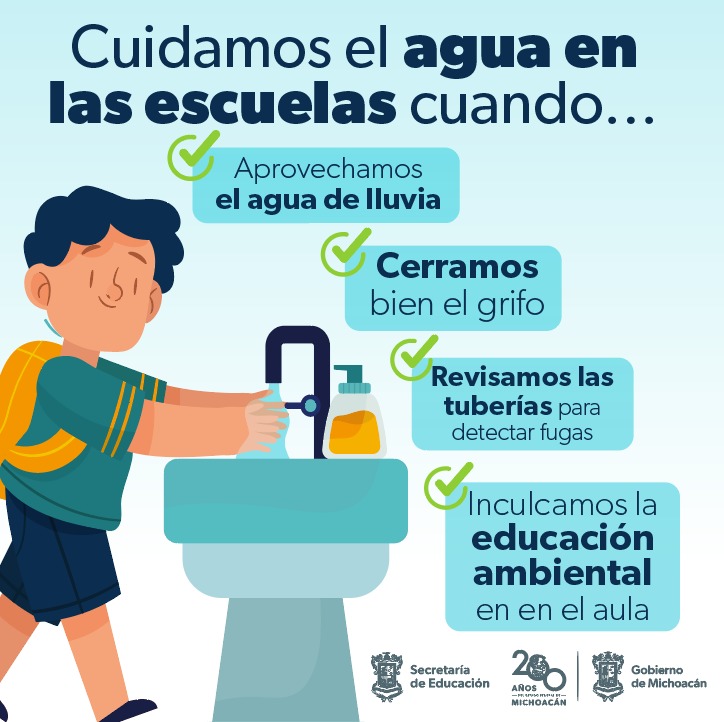 Cuidamos el agua en
las escuelas cuando...
Aprovechamos
el agua de lluvia
Cerramos
bien el grifo
Revisamos las
tuberías para
detectar fugas
Inculcamos la
educación
ambiental
en en el aula
Secretaría
de Educación
200
AÑOS
MICHOACÁN
Gobierno
de Michoacán